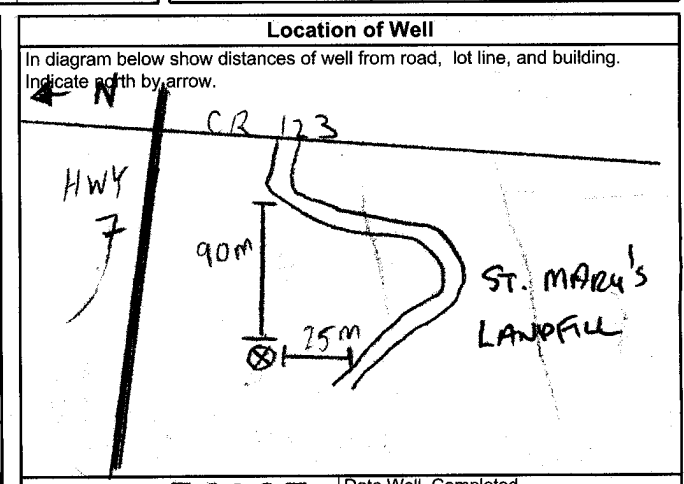 Location of Well
In diagram below show distances of well from road, lot line, and building.
Indicate north by arrow.
N
CR 123
HWY
7
90m
25m
ST. MARY'S
LANDFILL
Date Well Completed